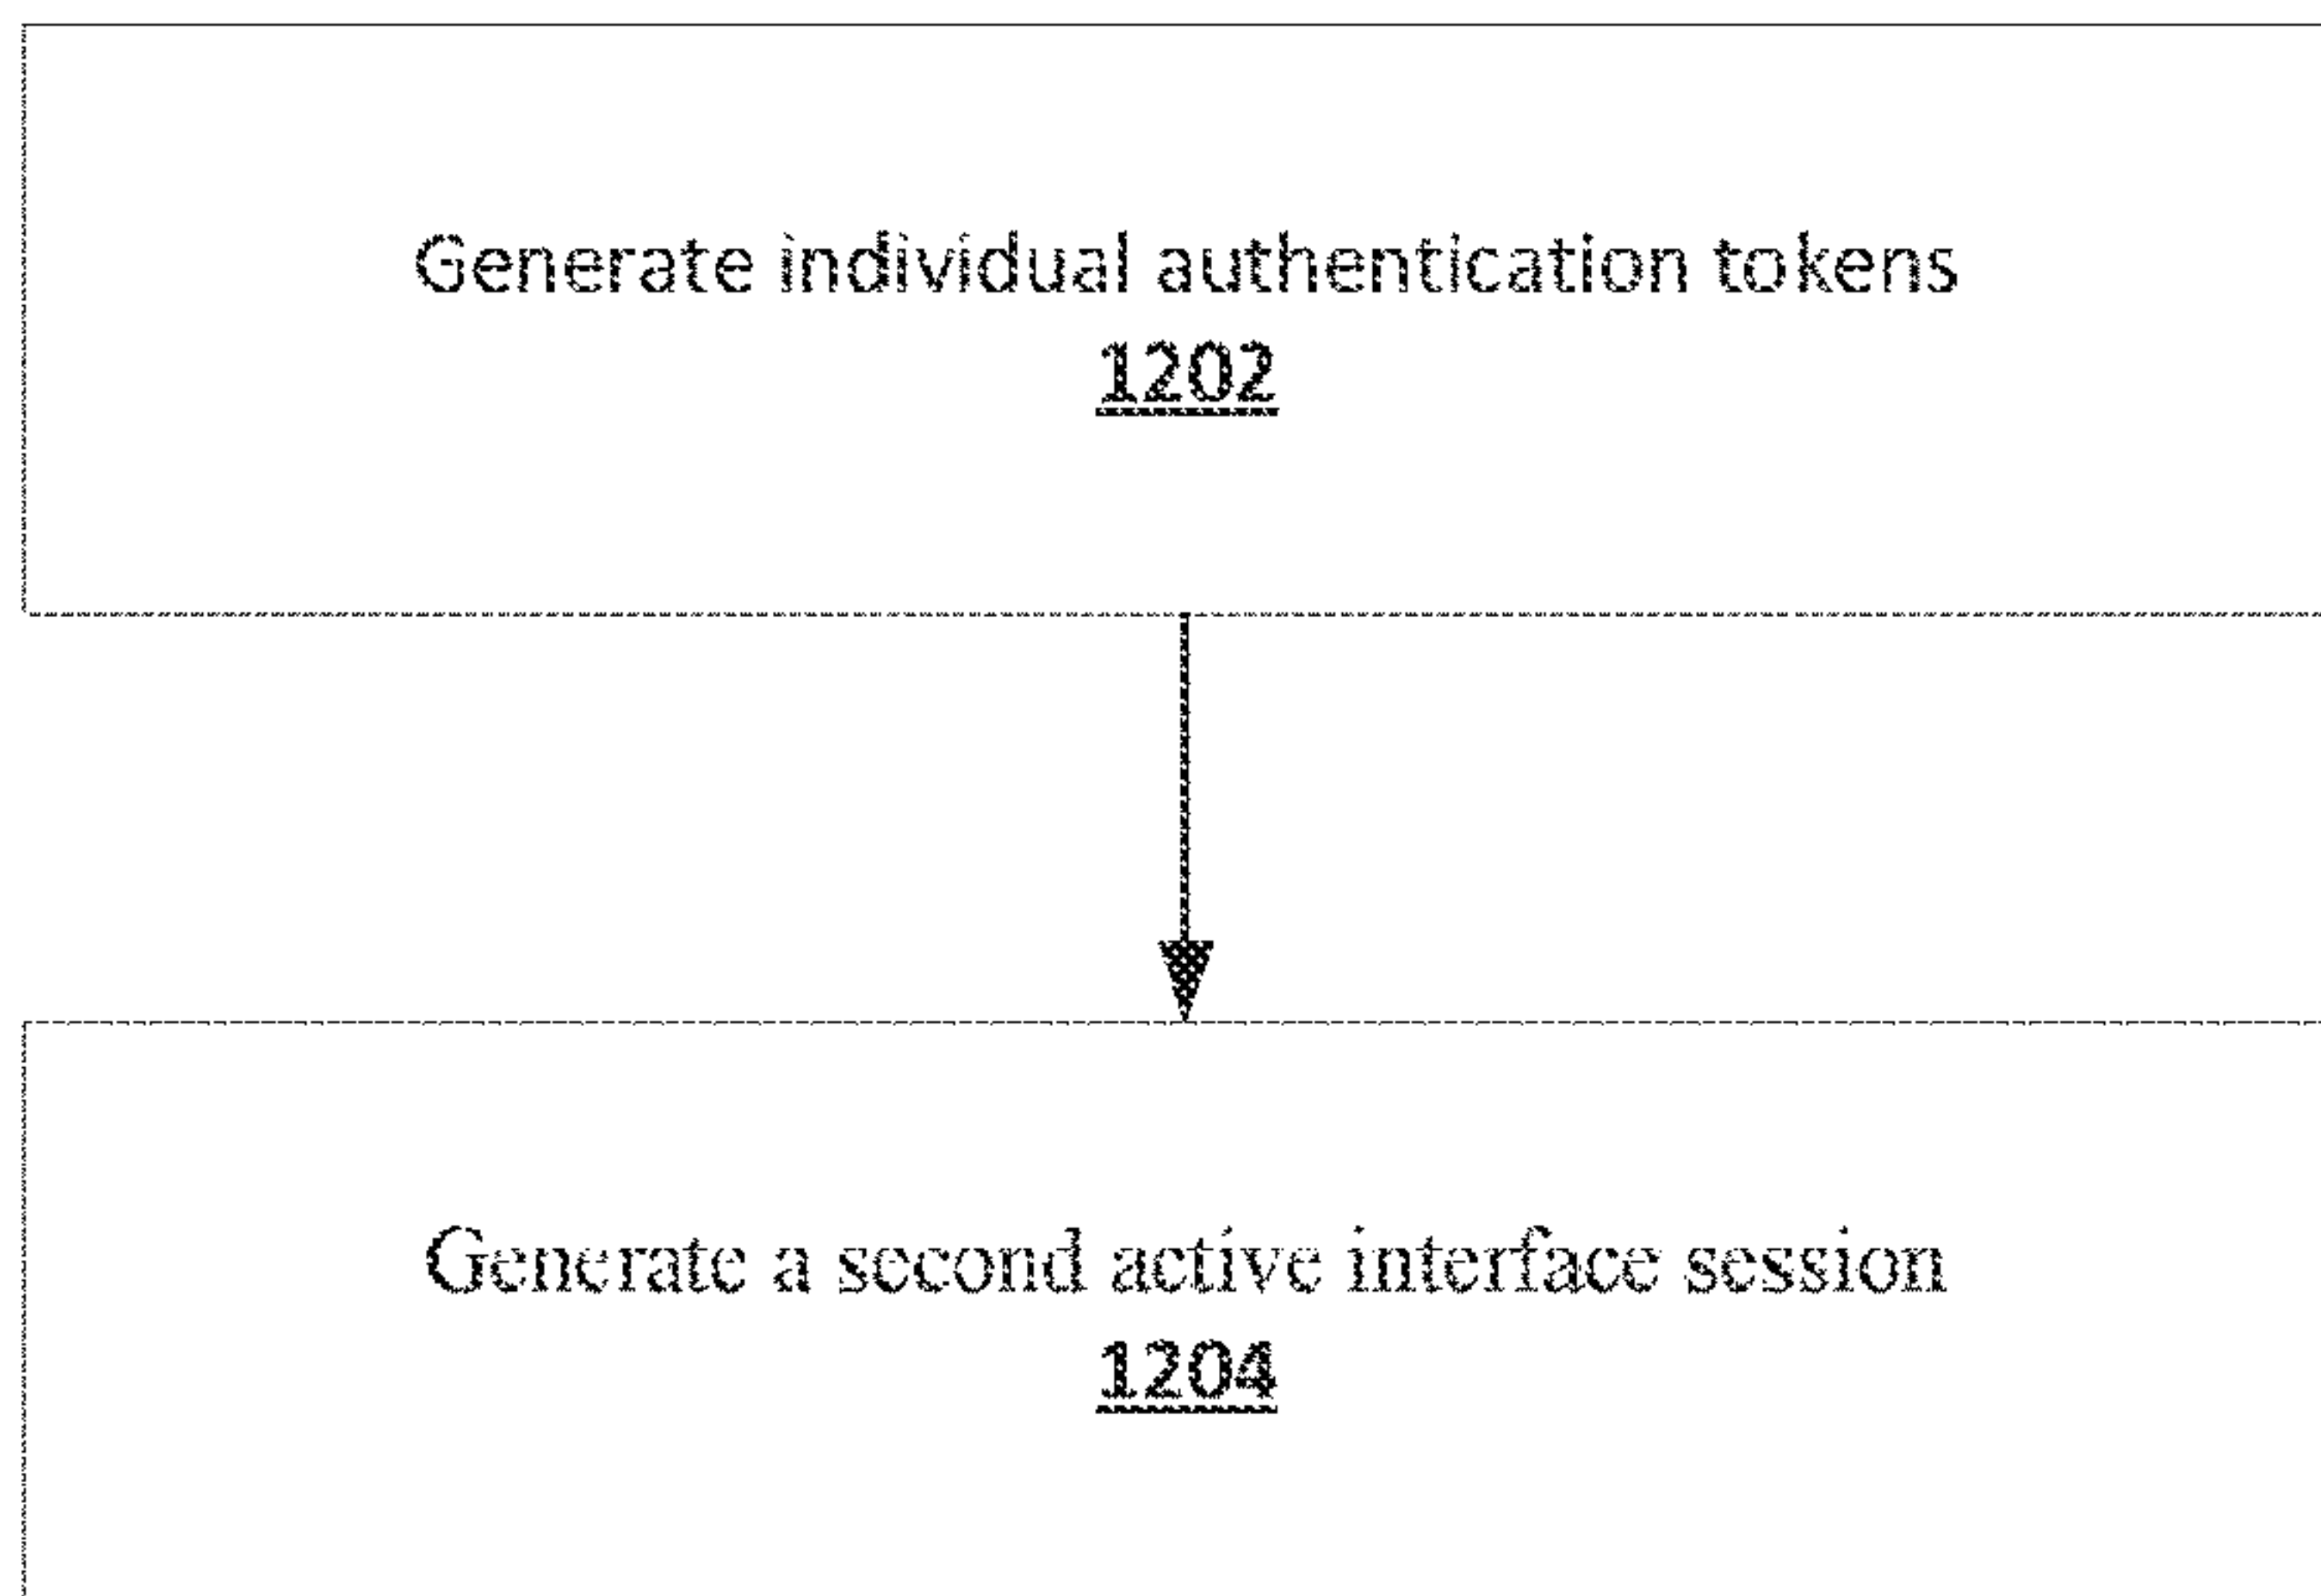 Generate individual authentication tokens
1202
Generate a second active interface session
1204